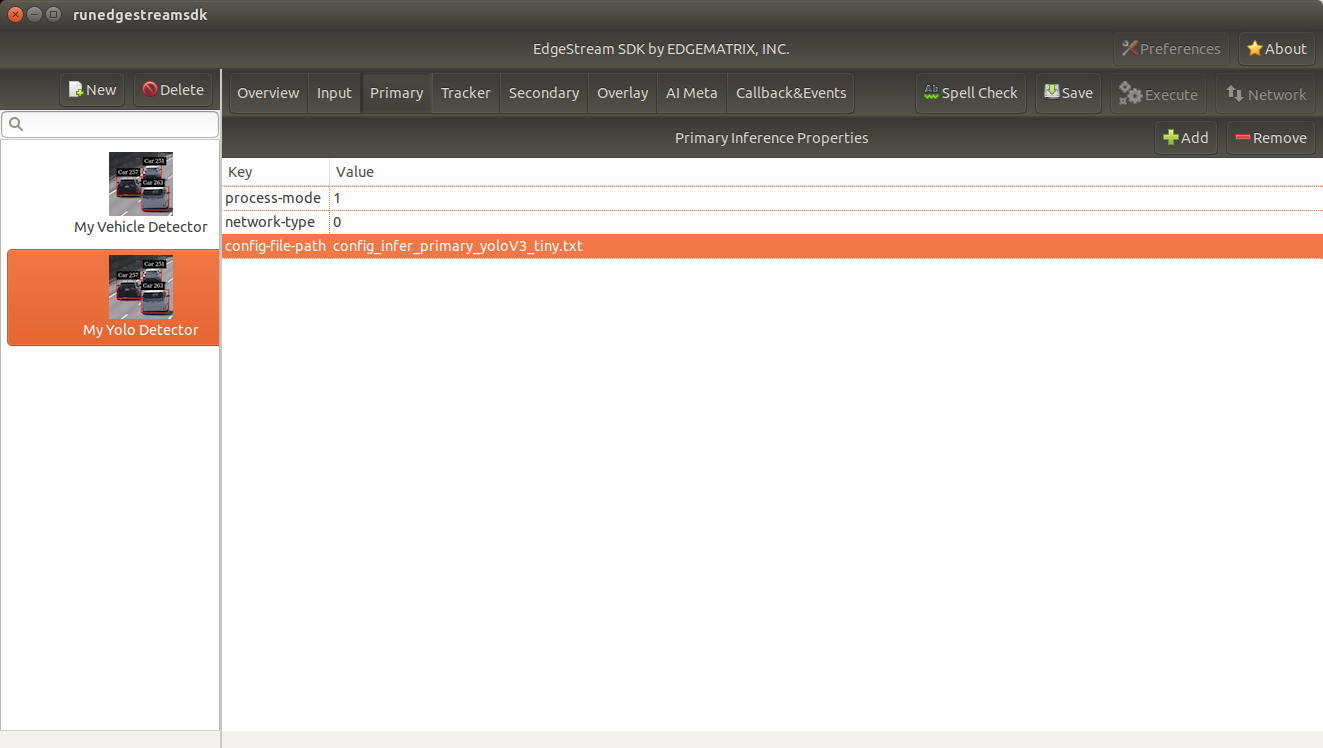 runedgestreamsdk
EdgeStream SDK by EDGEMATRIX, INC. Preferences About
New Delete
Overview Input Primary Tracker Secondary Overlay AI Meta Callback&Events Spell Check Save Execute Network
Primary Inference Properties Add Remove
Key Value
process-mode 1
network-type 0
config-file-path config_infer_primary_yoloV3_tiny.txt
Car 251
Car 257
Car 263
My Vehicle Detector
Car 251
Car 257
Car 263
My Yolo Detector